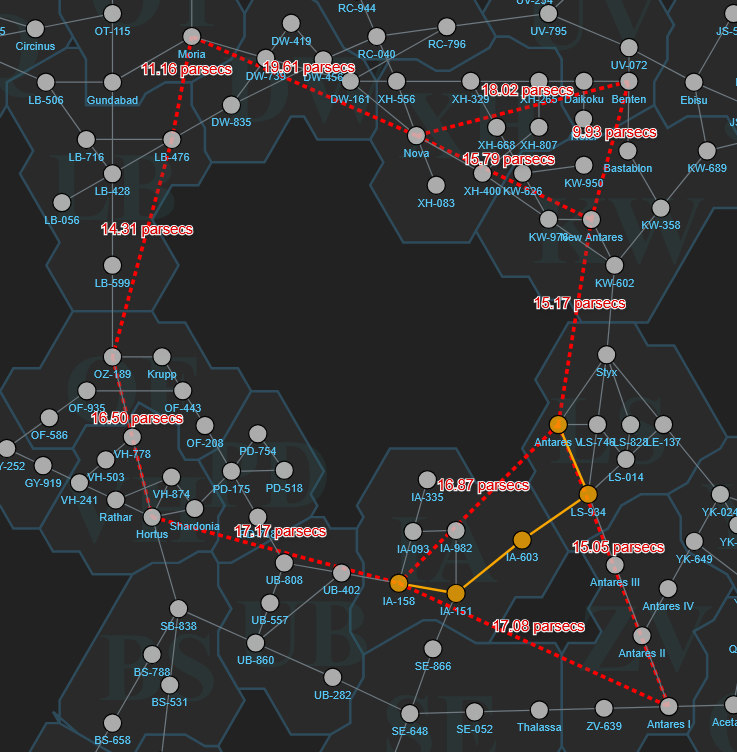 RC-944
UV-294
Circinus
OT-115
Moria
DW-419
RC-040
RC-796
UV-795
UV-072
JS-5
11.16 parsecs
DW-739
19.61 parsecs
DW-456
LB-506
Gundabad
DW-161
XH-556
XH-329
18.02 parsecs
XH-265
Daikoku
Benten
Ebisu
DW-835
9.93 parsecs
LB-716
LB-476
Nova
XH-668
XH-807
15.79 parsecs
Bastablon
KW-689
LB-428
XH-400
KW-626
KW-950
XH-083
LB-056
KW-358
14.31 parsecs
New Antares
LB-599
KW-602
15.17 parsecs
OZ-189
Krupp
Styx
OF-935
OF-443
16.50 parsecs
OF-586
OF-208
VH-778
Antares V
LS-746
LS-828
LE-137
PD-754
Y-252
GY-919
VH-503
PD-175
PD-518
LS-014
VH-241
VH-874
IA-335
16.87 parsecs
Rathar
Shardonia
LS-934
YK-024
Hortus
17.17 parsecs
IA-093
IA-982
IA-603
15.05 parsecs
YK-649
YK-
UB-808
UB-402
Antares III
IA-158
IA-151
Antares IV
SB-838
UB-557
17.08 parsecs
UB-860
SE-866
Antares II
BS-788
BS-531
UB-282
BS-658
SE-648
SE-052
Thalassa
ZV-639
Antares I
Aceta